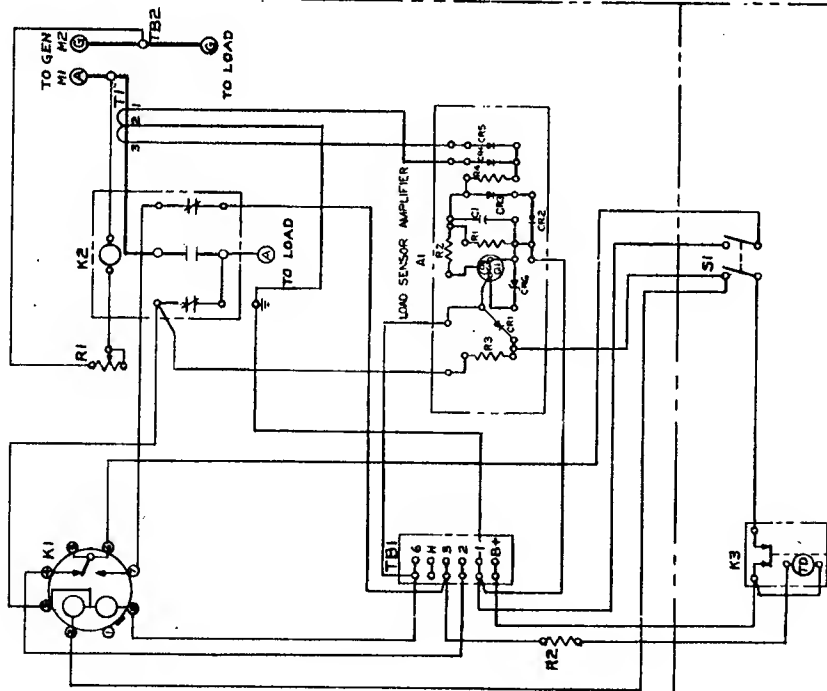 TO GEN
M1
M2
A
G
TB2
T1
1
2
3
G
TO LOAD
K2
A
TO LOAD
R1
LOAD SENSOR AMPLIFIER
A1
CR5
CR4
R4
CR3
CR2
C1
R1
R2
Q1
CR6
CR1
R3
K1
TB1
6
H
3
2
1
B+
S1
R2
K3
TD